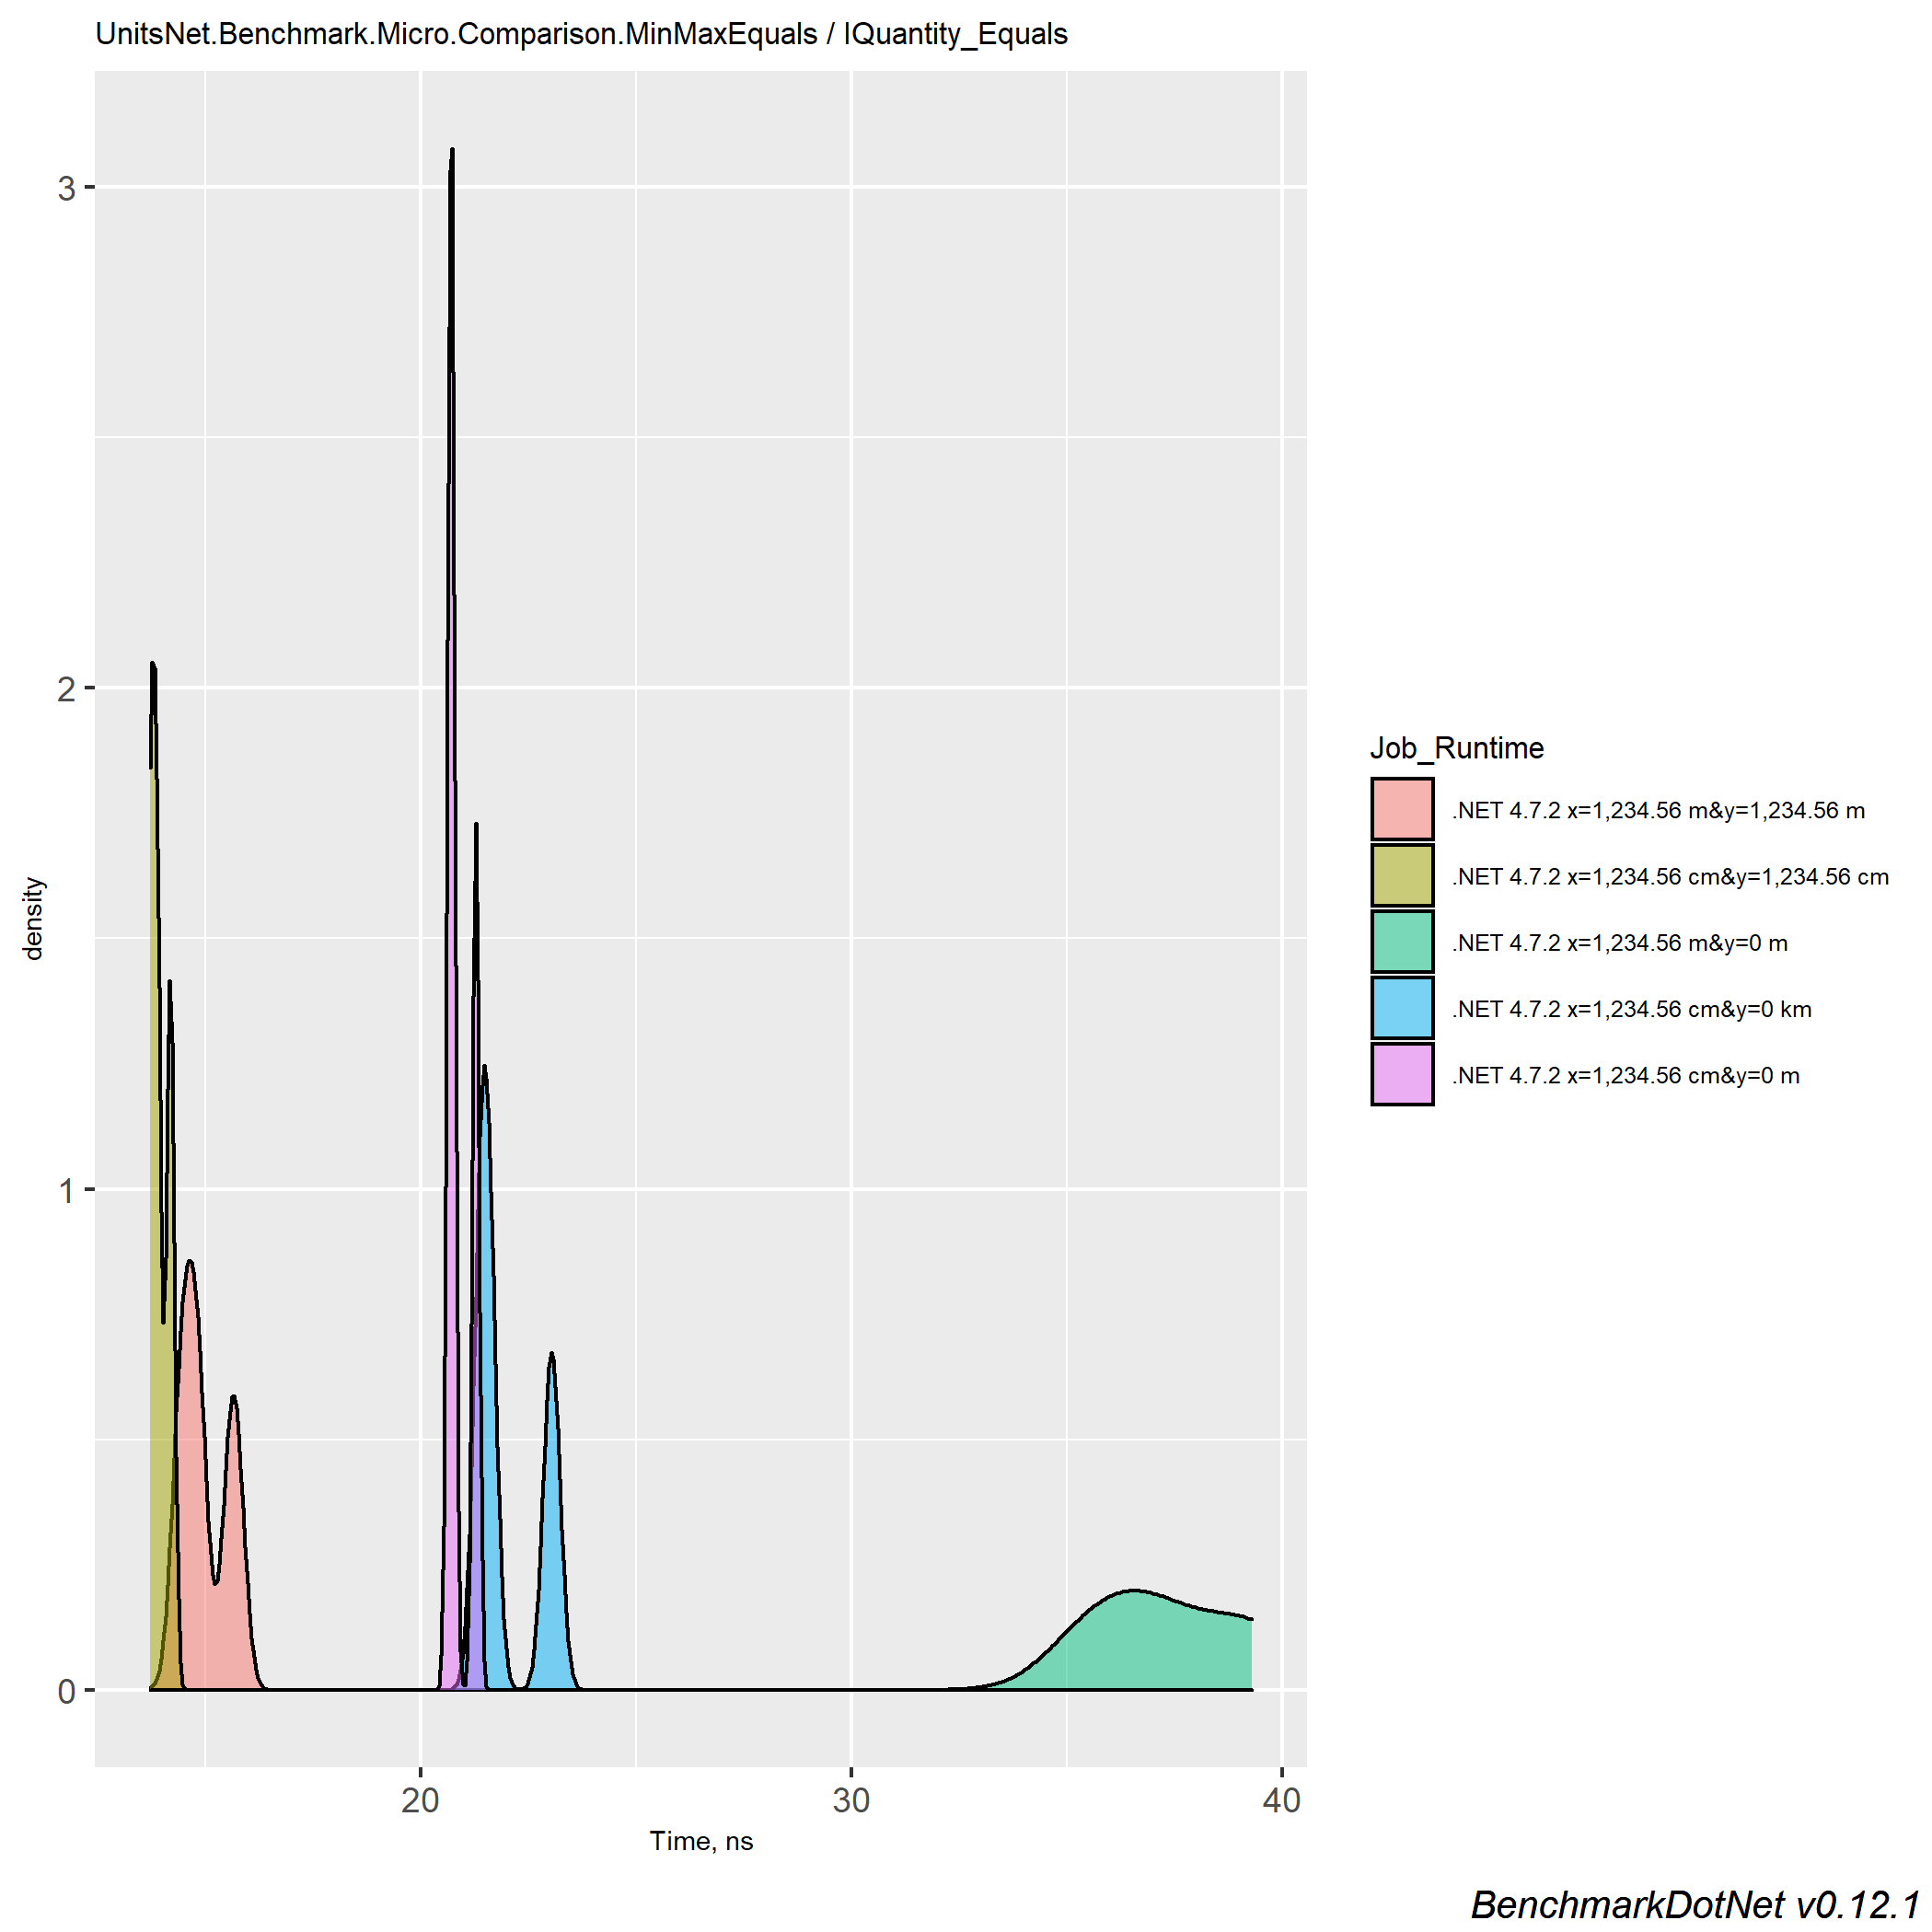 UnitsNet.Benchmark.Micro.Comparison.MinMaxEquals / IQuantity_Equals
3
2
1
0
density
20
30
40
Time, ns
Job_Runtime
.NET 4.7.2 x=1,234.56 m&y=1,234.56 m
.NET 4.7.2 x=1,234.56 cm&y=1,234.56 cm
.NET 4.7.2 x=1,234.56 m&y=0 m
.NET 4.7.2 x=1,234.56 cm&y=0 km
.NET 4.7.2 x=1,234.56 cm&y=0 m
BenchmarkDotNet v0.12.1